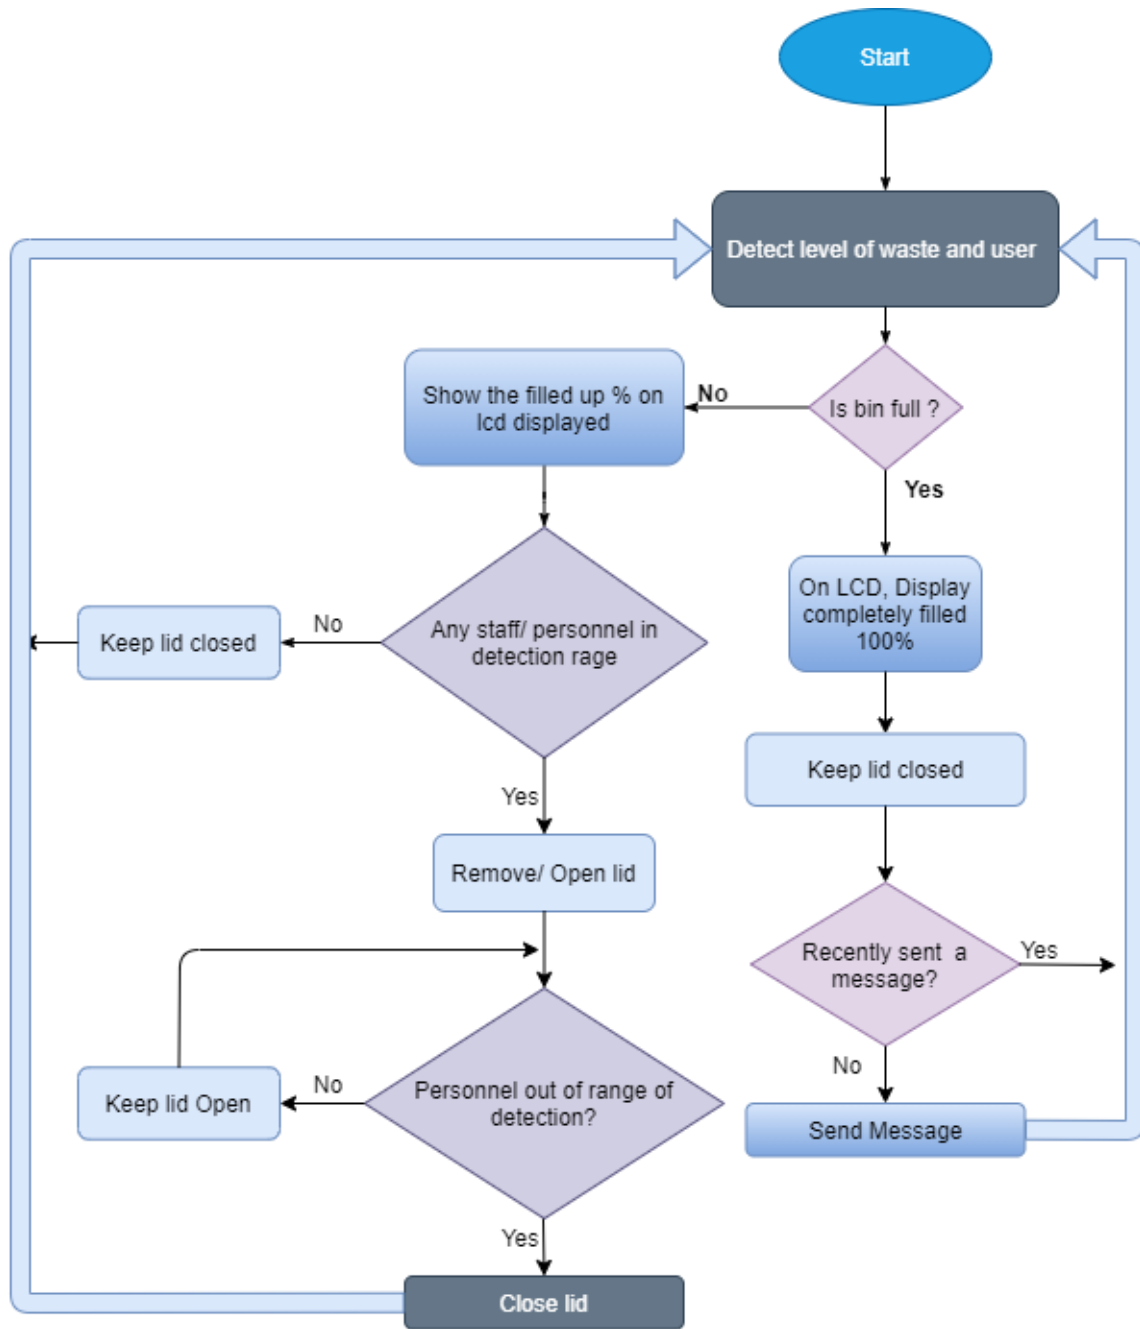 Start
Detect level of waste and user
Is bin full ?
No
Show the filled up % on
lcd displayed
Yes
On LCD, Display
completely filled
100%
Any staff/ personnel in
detection rage
No
Keep lid closed
Keep lid closed
Yes
Remove/ Open lid
Recently sent a
message?
Yes
No
Send Message
Personnel out of range of
detection?
No
Keep lid Open
Yes
Close lid